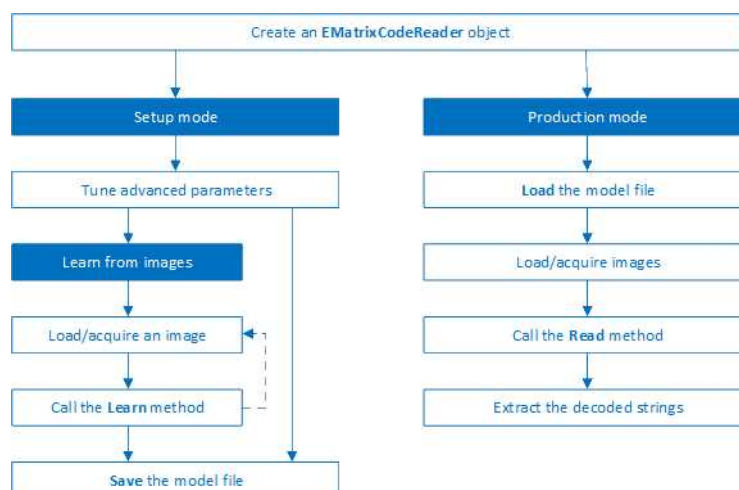 Create an EMatrixCodeReader object
Setup mode
Tune advanced parameters
Learn from images
Load/acquire an image
Call the Learn method
Save the model file
Production mode
Load the model file
Load/acquire images
Call the Read method
Extract the decoded strings